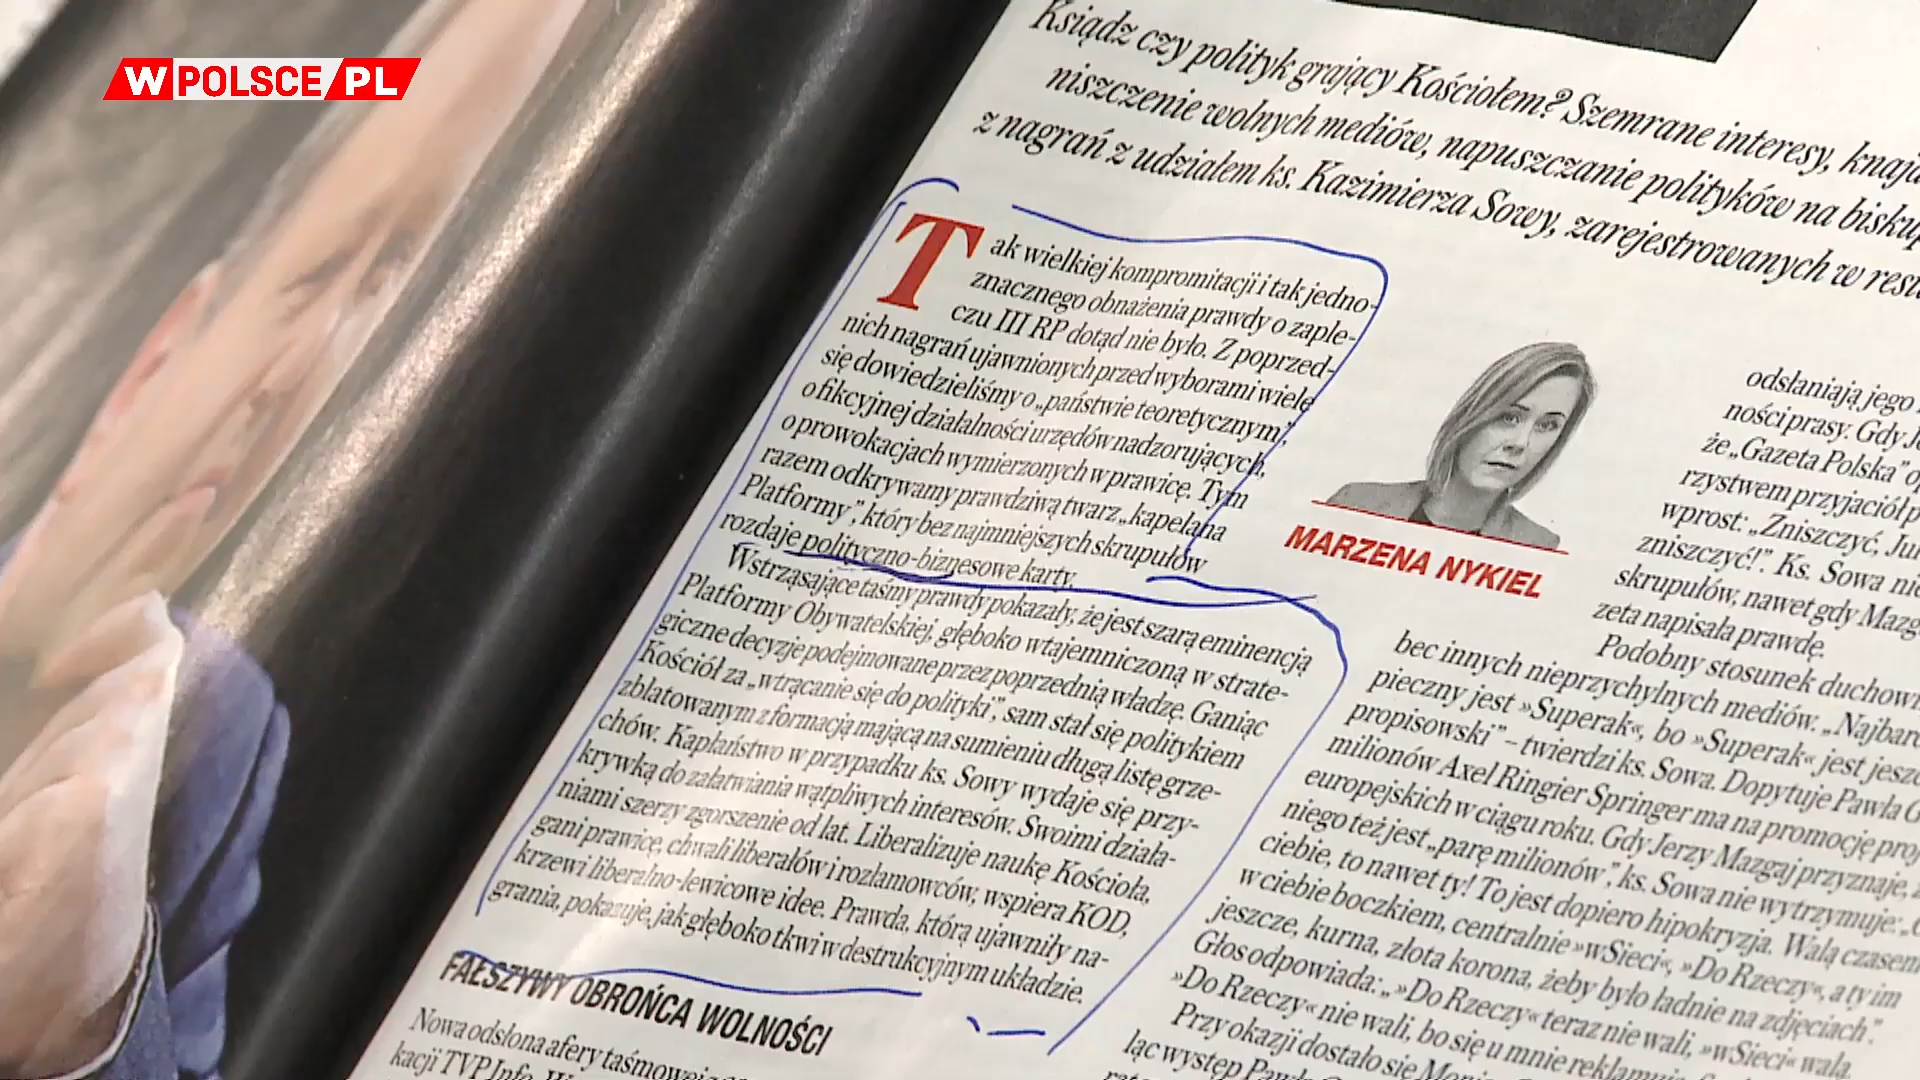 WPOLSCE/PL
Ksiądz czy polityk grający Kościołem? Szemrane interesy,
niszczenie wolnych mediów, napuszczanie polityków na
z nagrań z udziałem ks. Kazimierza Sowy, zarejestrowanych w
Tak wielkiej kompromitacji i tak jedno-
znacznego obnażenia prawdy o zaple-
czu III RP dotąd nie było. Z poprzed-
nich nagrań ujawnionych przed wyborami wiele
się dowiedzieliśmy o „państwie teoretycznym”,
o fikcyjnej działalności urzędów nadzorujących,
o prowokacjach wymierzonych w prawicę. Tym
razem odkrywamy prawdziwą twarz „kapelana
Platformy”, który bez najmniejszych skrupułów
rozdaje polityczno-biznesowe karty.
Wstrząsające taśmy prawdy pokazały, że jest szarą eminencją
Platformy Obywatelskiej, głęboko wtajemniczoną w strate-
giczne decyzje podejmowane przez poprzednią władzę. Ganiąc
Kościół za „wtrącanie się do polityki”, sam stał się politykiem
zblatowanym z formacją mającą na sumieniu długą listę grze-
chów. Kapłaństwo w przypadku ks. Sowy wydaje się przy-
krywką do załatwiania wątpliwych interesów. Swoimi działa-
niami szerzy zgorszenie od lat. Liberalizuje naukę Kościoła,
gani prawicę, chwali liberałów i rozłamowców, wspiera KOD,
krzewi liberalno-lewicowe idee. Prawda, którą ujawniły na-
grania, pokazuje, jak głęboko tkwi w destrukcyjnym układzie.
FAŁSZYWY OBROŃCA WOLNOŚCI
Nowa odsłona afery taśmowej
kacji TVP Info.
MARZENA NYKIEL
odsłaniają jego
ności prasy. Gdy
że „Gazeta Polska”
rzystwem przyjaciół
wprost: „Zniszczyć,
zniszczyć!”. Ks. Sowa nie
skrupułów, nawet gdy
zeta napisała prawdę.
Podobny stosunek
bec innych nieprzychylnych mediów. „Najbar
pieczny jest »Superak«, bo »Superak« jest
propisowski” – twierdzi ks. Sowa. Dopytuje Pawła
milionów Axel Ringier Springer ma na promocję
europejskich w ciągu roku. Gdy Jerzy Mazgaj przyznaje,
niego też jest „parę milionów”, ks. Sowa nie wytrzymuje:
ciebie, to nawet ty! To jest dopiero hipokryzja. Walą
w ciebie boczkiem, centralnie »wSieci«, »Do Rzeczy«, a ty im
jeszcze, kurna, złota korona, żeby było ładnie na zdjęciach”.
Głos odpowiada: „»Do Rzeczy« teraz nie wali, »wSieci« wala.
»Do Rzeczy« nie wali, bo się u mnie
Przy okazji dostało się
ląc występ